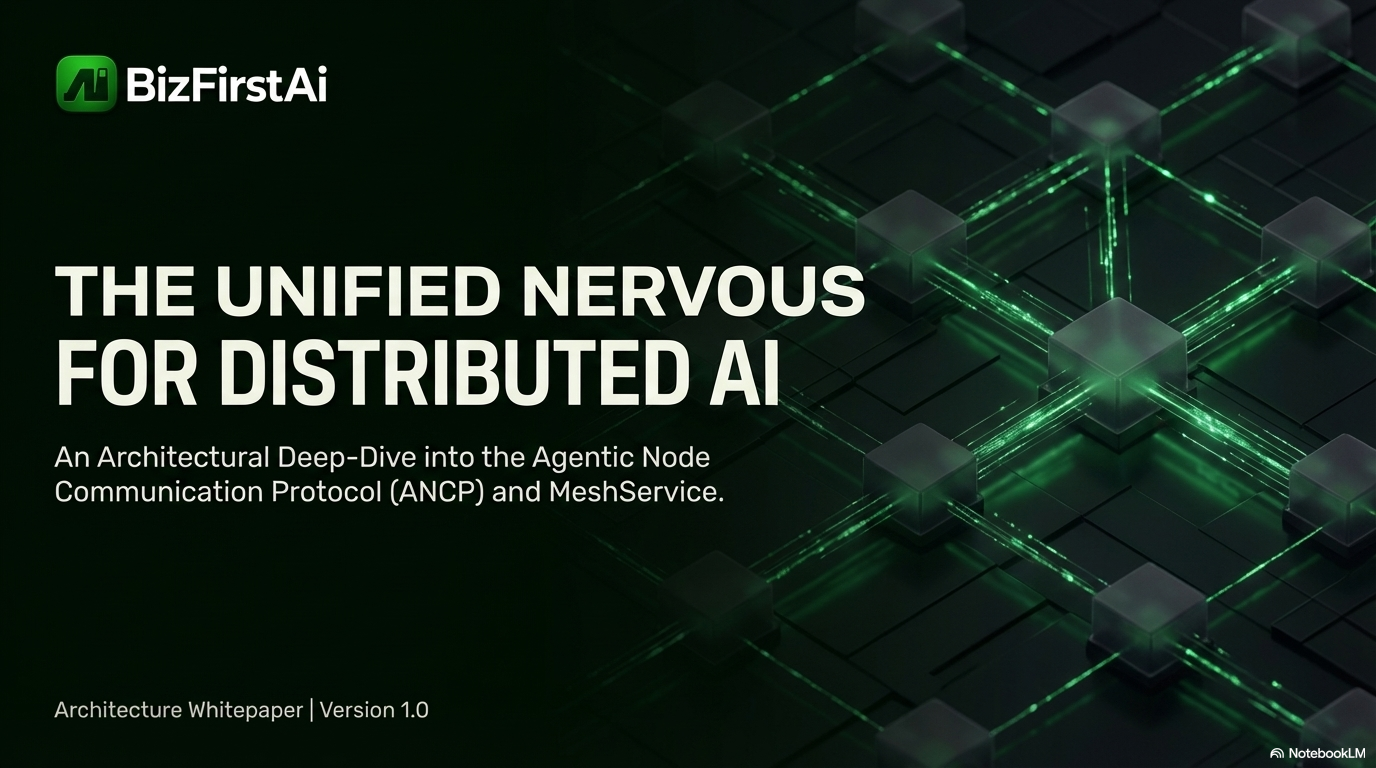 Ai BizFirstAi
THE UNIFIED NERVOUS
FOR DISTRIBUTED AI
An Architectural Deep-Dive into the Agentic Node
Communication Protocol (ANCP) and MeshService.
Architecture Whitepaper | Version 1.0
NotebookLM